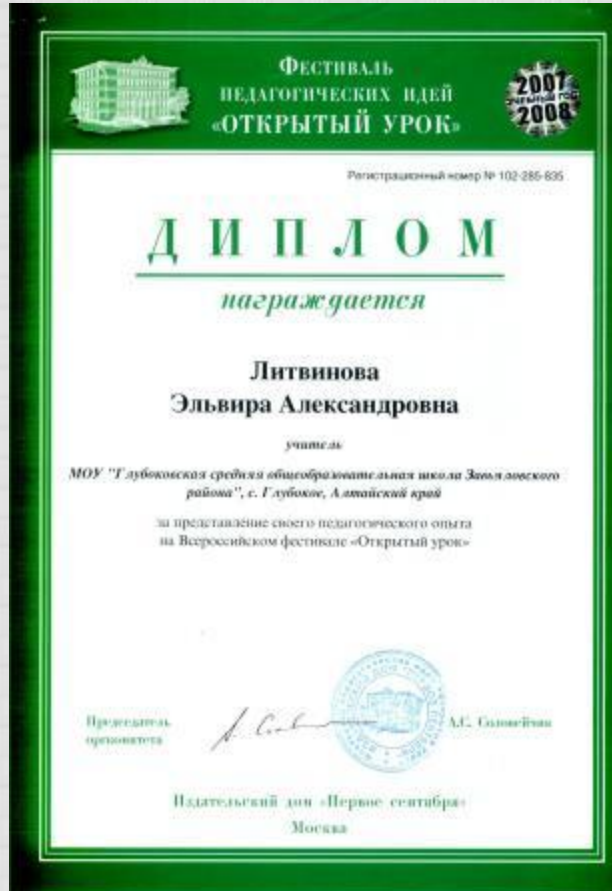 Фестиваль
педагогических идей
«ОТКРЫТЫЙ УРОК»
2007
УЧЕБНЫЙ ГОД
2008
Регистрационный номер № 102-285-835
ДИПЛОМ
награждается
Литвинова
Эльвира Александровна
учитель
МОУ "Глубоковская средняя общеобразовательная школа Завьяловского
района", с. Глубокое, Алтайский край
за представление своего педагогического опыта
на Всероссийском фестивале «Открытый урок»
Председатель
оргкомитета
А.С. Соловейчик
Издательский дом «Первое сентября»
Москва